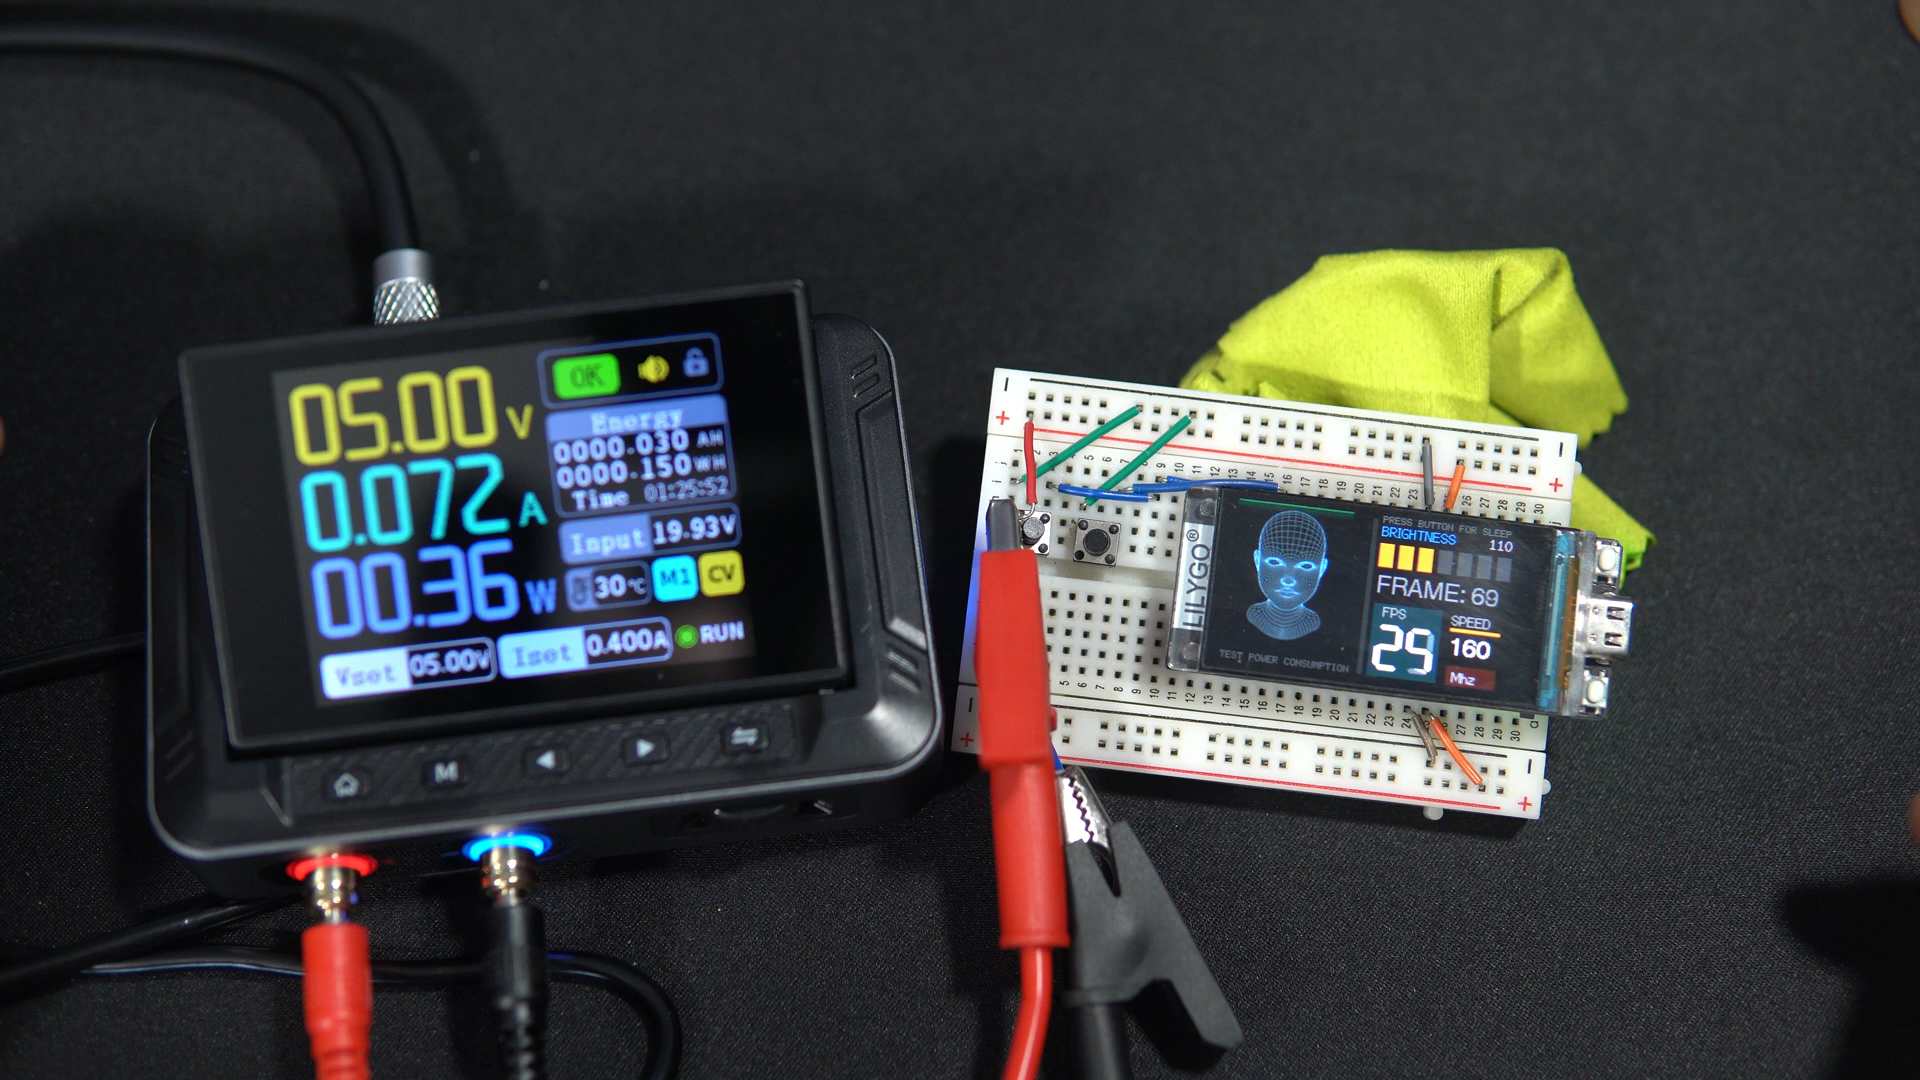 05.00 V
0.072 A
00.36 W
OK
Energy
0000.030 AH
0000.150 WH
Time 01:25:52
Input 19.93V
30°C M1 CV
Vset 05.00V Iset 0.400A RUN
M
LILYGO®
PRESS BUTTON FOR SLEEP
BRIGHTNESS 110
FRAME: 69
FPS
25
SPEED
160
Mhz
TEST POWER CONSUMPTION